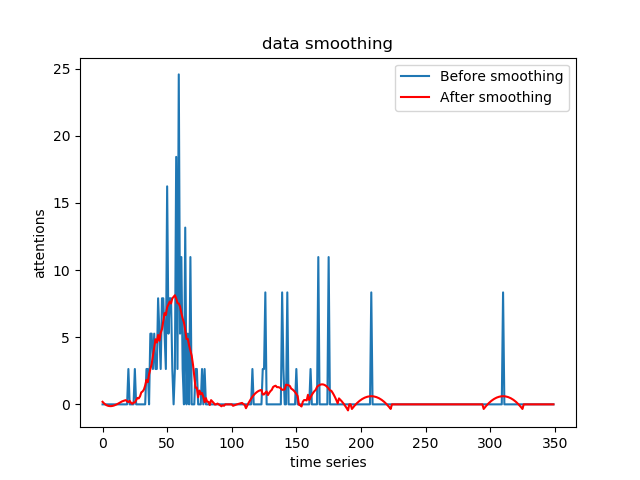 data smoothing
Before smoothing
After smoothing
25
20
15
10
5
0
attentions
0 50 100 150 200 250 300 350
time series